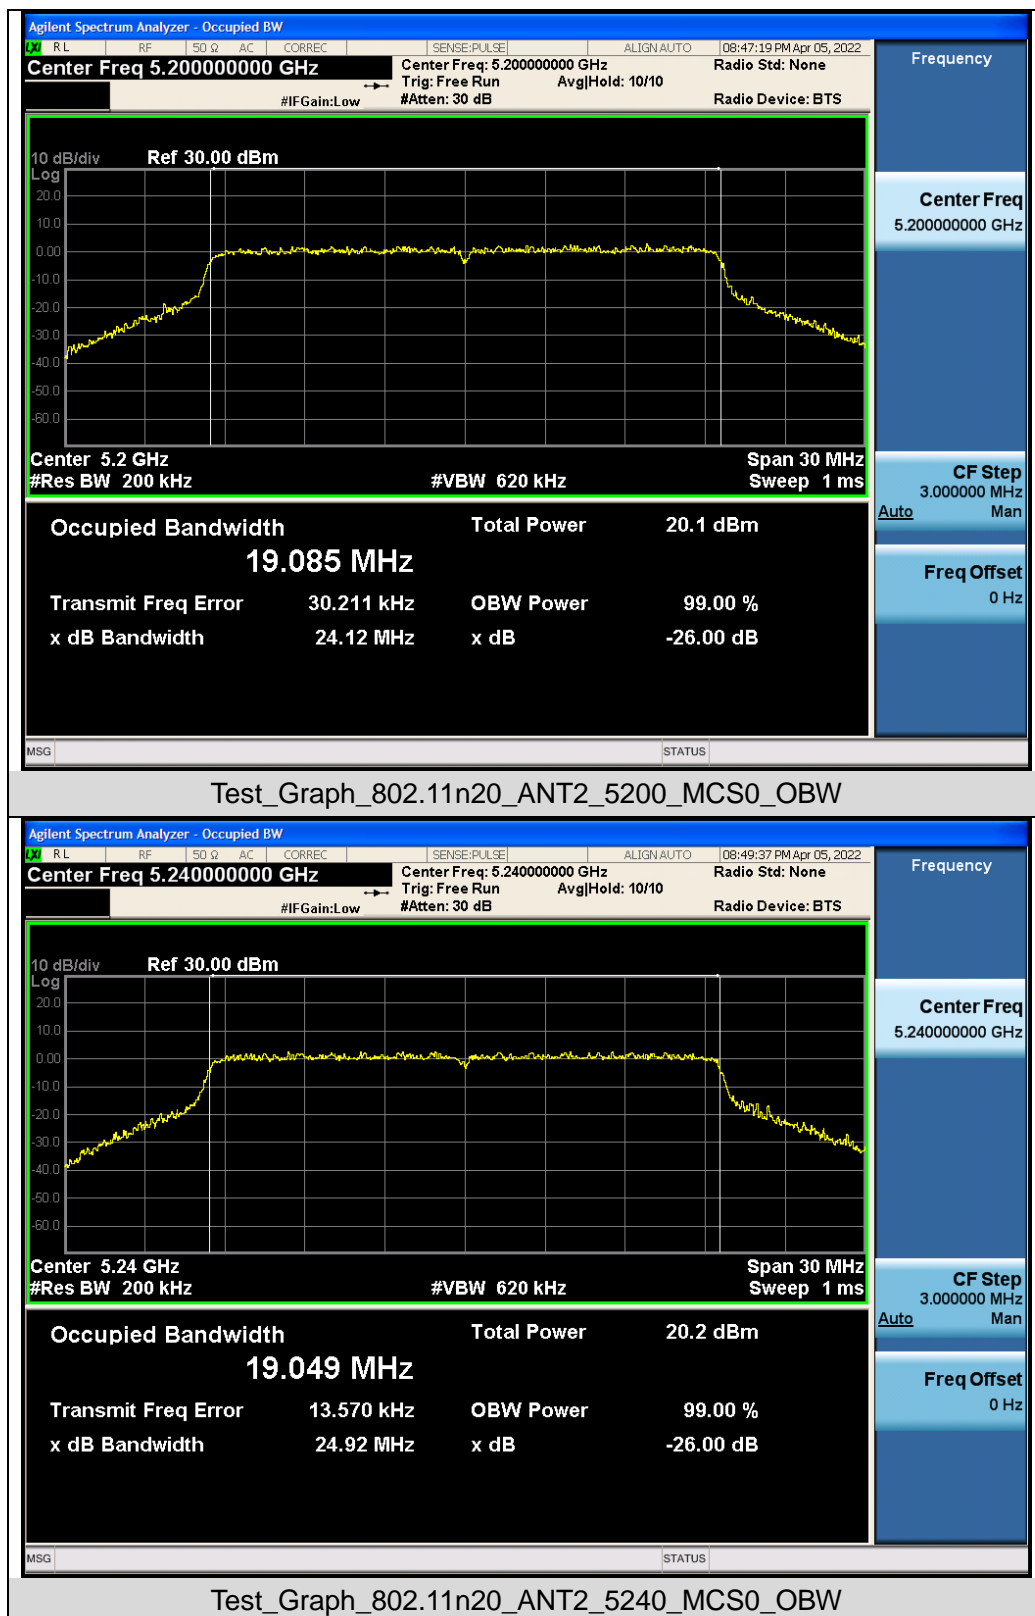 Agilent Spectrum Analyzer - Occupied BW
LXI RL RF 50 Ω AC CORREC SENSE:PULSE ALIGN AUTO 08:47:19 PM Apr 05, 2022
Center Freq 5.200000000 GHz
Center Freq: 5.200000000 GHz
Radio Std: None
Trig: Free Run Avg|Hold: 10/10
#IFGain:Low
#Atten: 30 dB
Radio Device: BTS
Frequency
10 dB/div Ref 30.00 dBm
Log
20.0
10.0
0.00
-10.0
-20.0
-30.0
-40.0
-50.0
-60.0
Center 5.2 GHz Span 30 MHz
#Res BW 200 kHz #VBW 620 kHz Sweep 1 ms
Center Freq
5.200000000 GHz
CF Step
3.000000 MHz
Auto Man
Freq Offset
0 Hz
Occupied Bandwidth Total Power 20.1 dBm
19.085 MHz
Transmit Freq Error 30.211 kHz OBW Power 99.00 %
x dB Bandwidth 24.12 MHz x dB -26.00 dB
MSG STATUS
Test_Graph_802.11n20_ANT2_5200_MCS0_OBW
Agilent Spectrum Analyzer - Occupied BW
LXI RL RF 50 Ω AC CORREC SENSE:PULSE ALIGN AUTO 08:49:37 PM Apr 05, 2022
Center Freq 5.240000000 GHz
Center Freq: 5.240000000 GHz
Radio Std: None
Trig: Free Run Avg|Hold: 10/10
#IFGain:Low
#Atten: 30 dB
Radio Device: BTS
Frequency
10 dB/div Ref 30.00 dBm
Log
20.0
10.0
0.00
-10.0
-20.0
-30.0
-40.0
-50.0
-60.0
Center 5.24 GHz Span 30 MHz
#Res BW 200 kHz #VBW 620 kHz Sweep 1 ms
Center Freq
5.240000000 GHz
CF Step
3.000000 MHz
Auto Man
Freq Offset
0 Hz
Occupied Bandwidth Total Power 20.2 dBm
19.049 MHz
Transmit Freq Error 13.570 kHz OBW Power 99.00 %
x dB Bandwidth 24.92 MHz x dB -26.00 dB
MSG STATUS
Test_Graph_802.11n20_ANT2_5240_MCS0_OBW